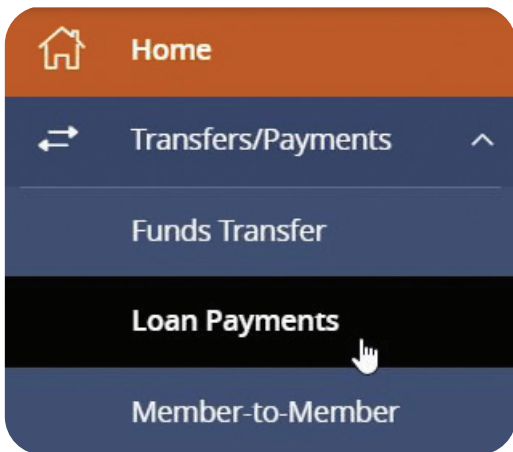 Home
Transfers/Payments
Funds Transfer
Loan Payments
Member-to-Member